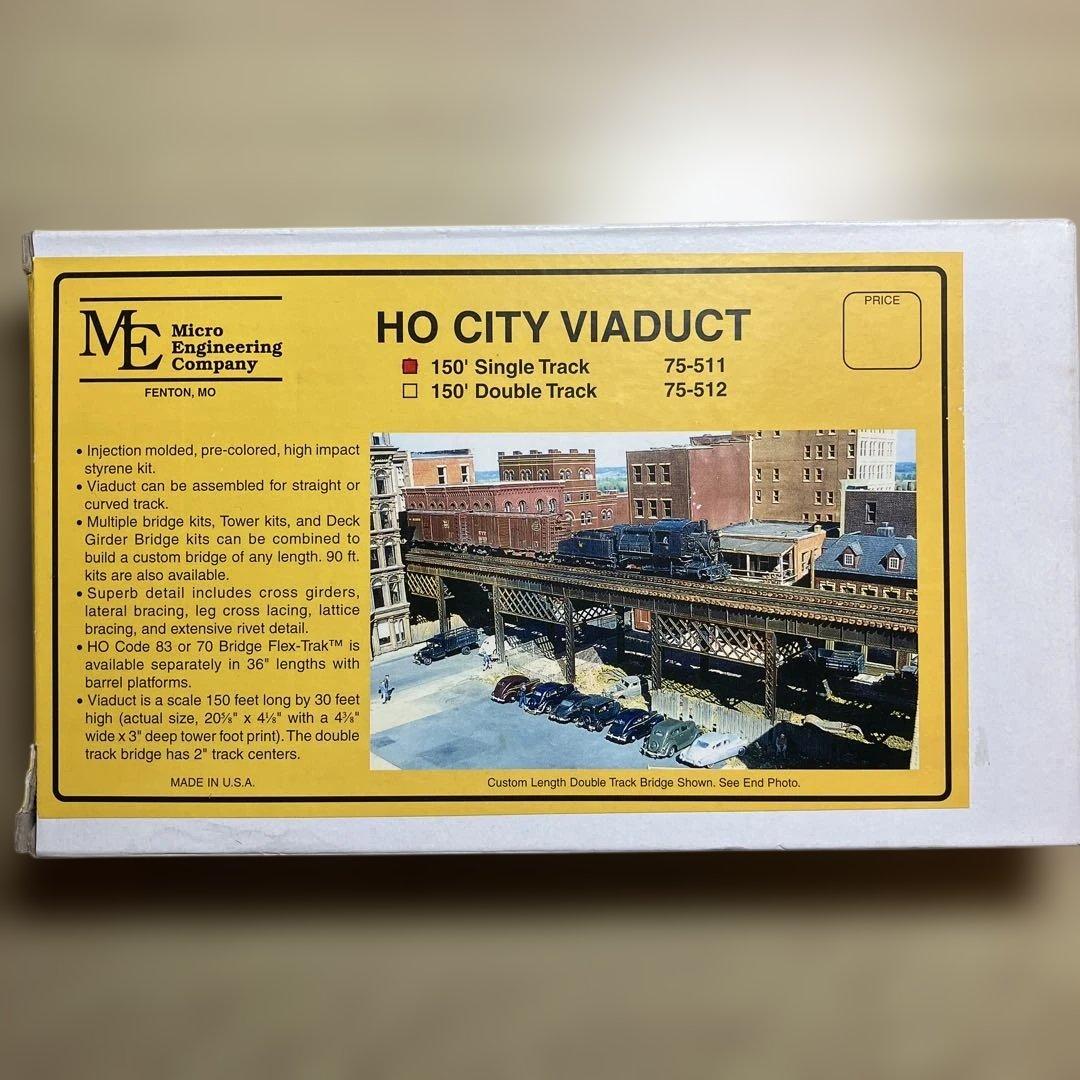 ME Micro
Engineering
Company
FENTON, MO
HO CITY VIADUCT
150' Single Track 75-511
150' Double Track 75-512
PRICE
• Injection molded, pre-colored, high impact
styrene kit.
• Viaduct can be assembled for straight or
curved track.
• Multiple bridge kits, Tower kits, and Deck
Girder Bridge kits can be combined to
build a custom bridge of any length. 90 ft.
kits are also available.
• Superb detail includes cross girders,
lateral bracing, leg cross lacing, lattice
bracing, and extensive rivet detail.
• HO Code 83 or 70 Bridge Flex-Trak™ is
available separately in 36" lengths with
barrel platforms.
• Viaduct is a scale 150 feet long by 30 feet
high (actual size, 20⅝" x 4⅛" with a 4⅜"
wide x 3" deep tower foot print). The double
track bridge has 2" track centers.
MADE IN U.S.A.
Custom Length Double Track Bridge Shown. See End Photo.